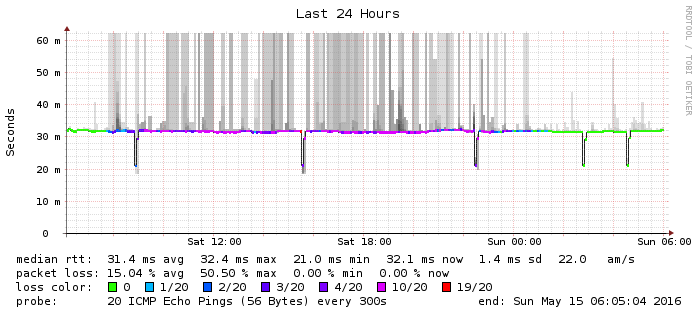 Last 24 Hours
RRDTOOL / TOBI OETIKER
Seconds
60 m
50 m
40 m
30 m
20 m
10 m
0
Sat 12:00 Sat 18:00 Sun 00:00 Sun 06:00
median rtt: 31.4 ms avg 32.4 ms max 21.0 ms min 32.1 ms now 1.4 ms sd 22.0 am/s
packet loss: 15.04 % avg 50.50 % max 0.00 % min 0.00 % now
loss color: 0 1/20 2/20 3/20 4/20 10/20 19/20
probe: 20 ICMP Echo Pings (56 Bytes) every 300s end: Sun May 15 06:05:04 2016